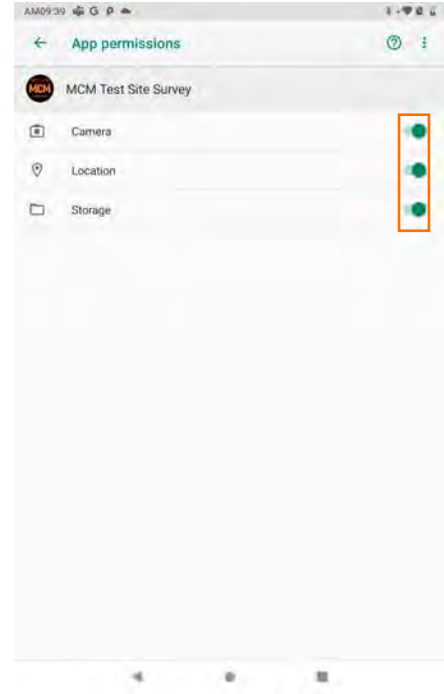 AM09:39 G P
App permissions
MCM MCM Test Site Survey
Camera
Location
Storage